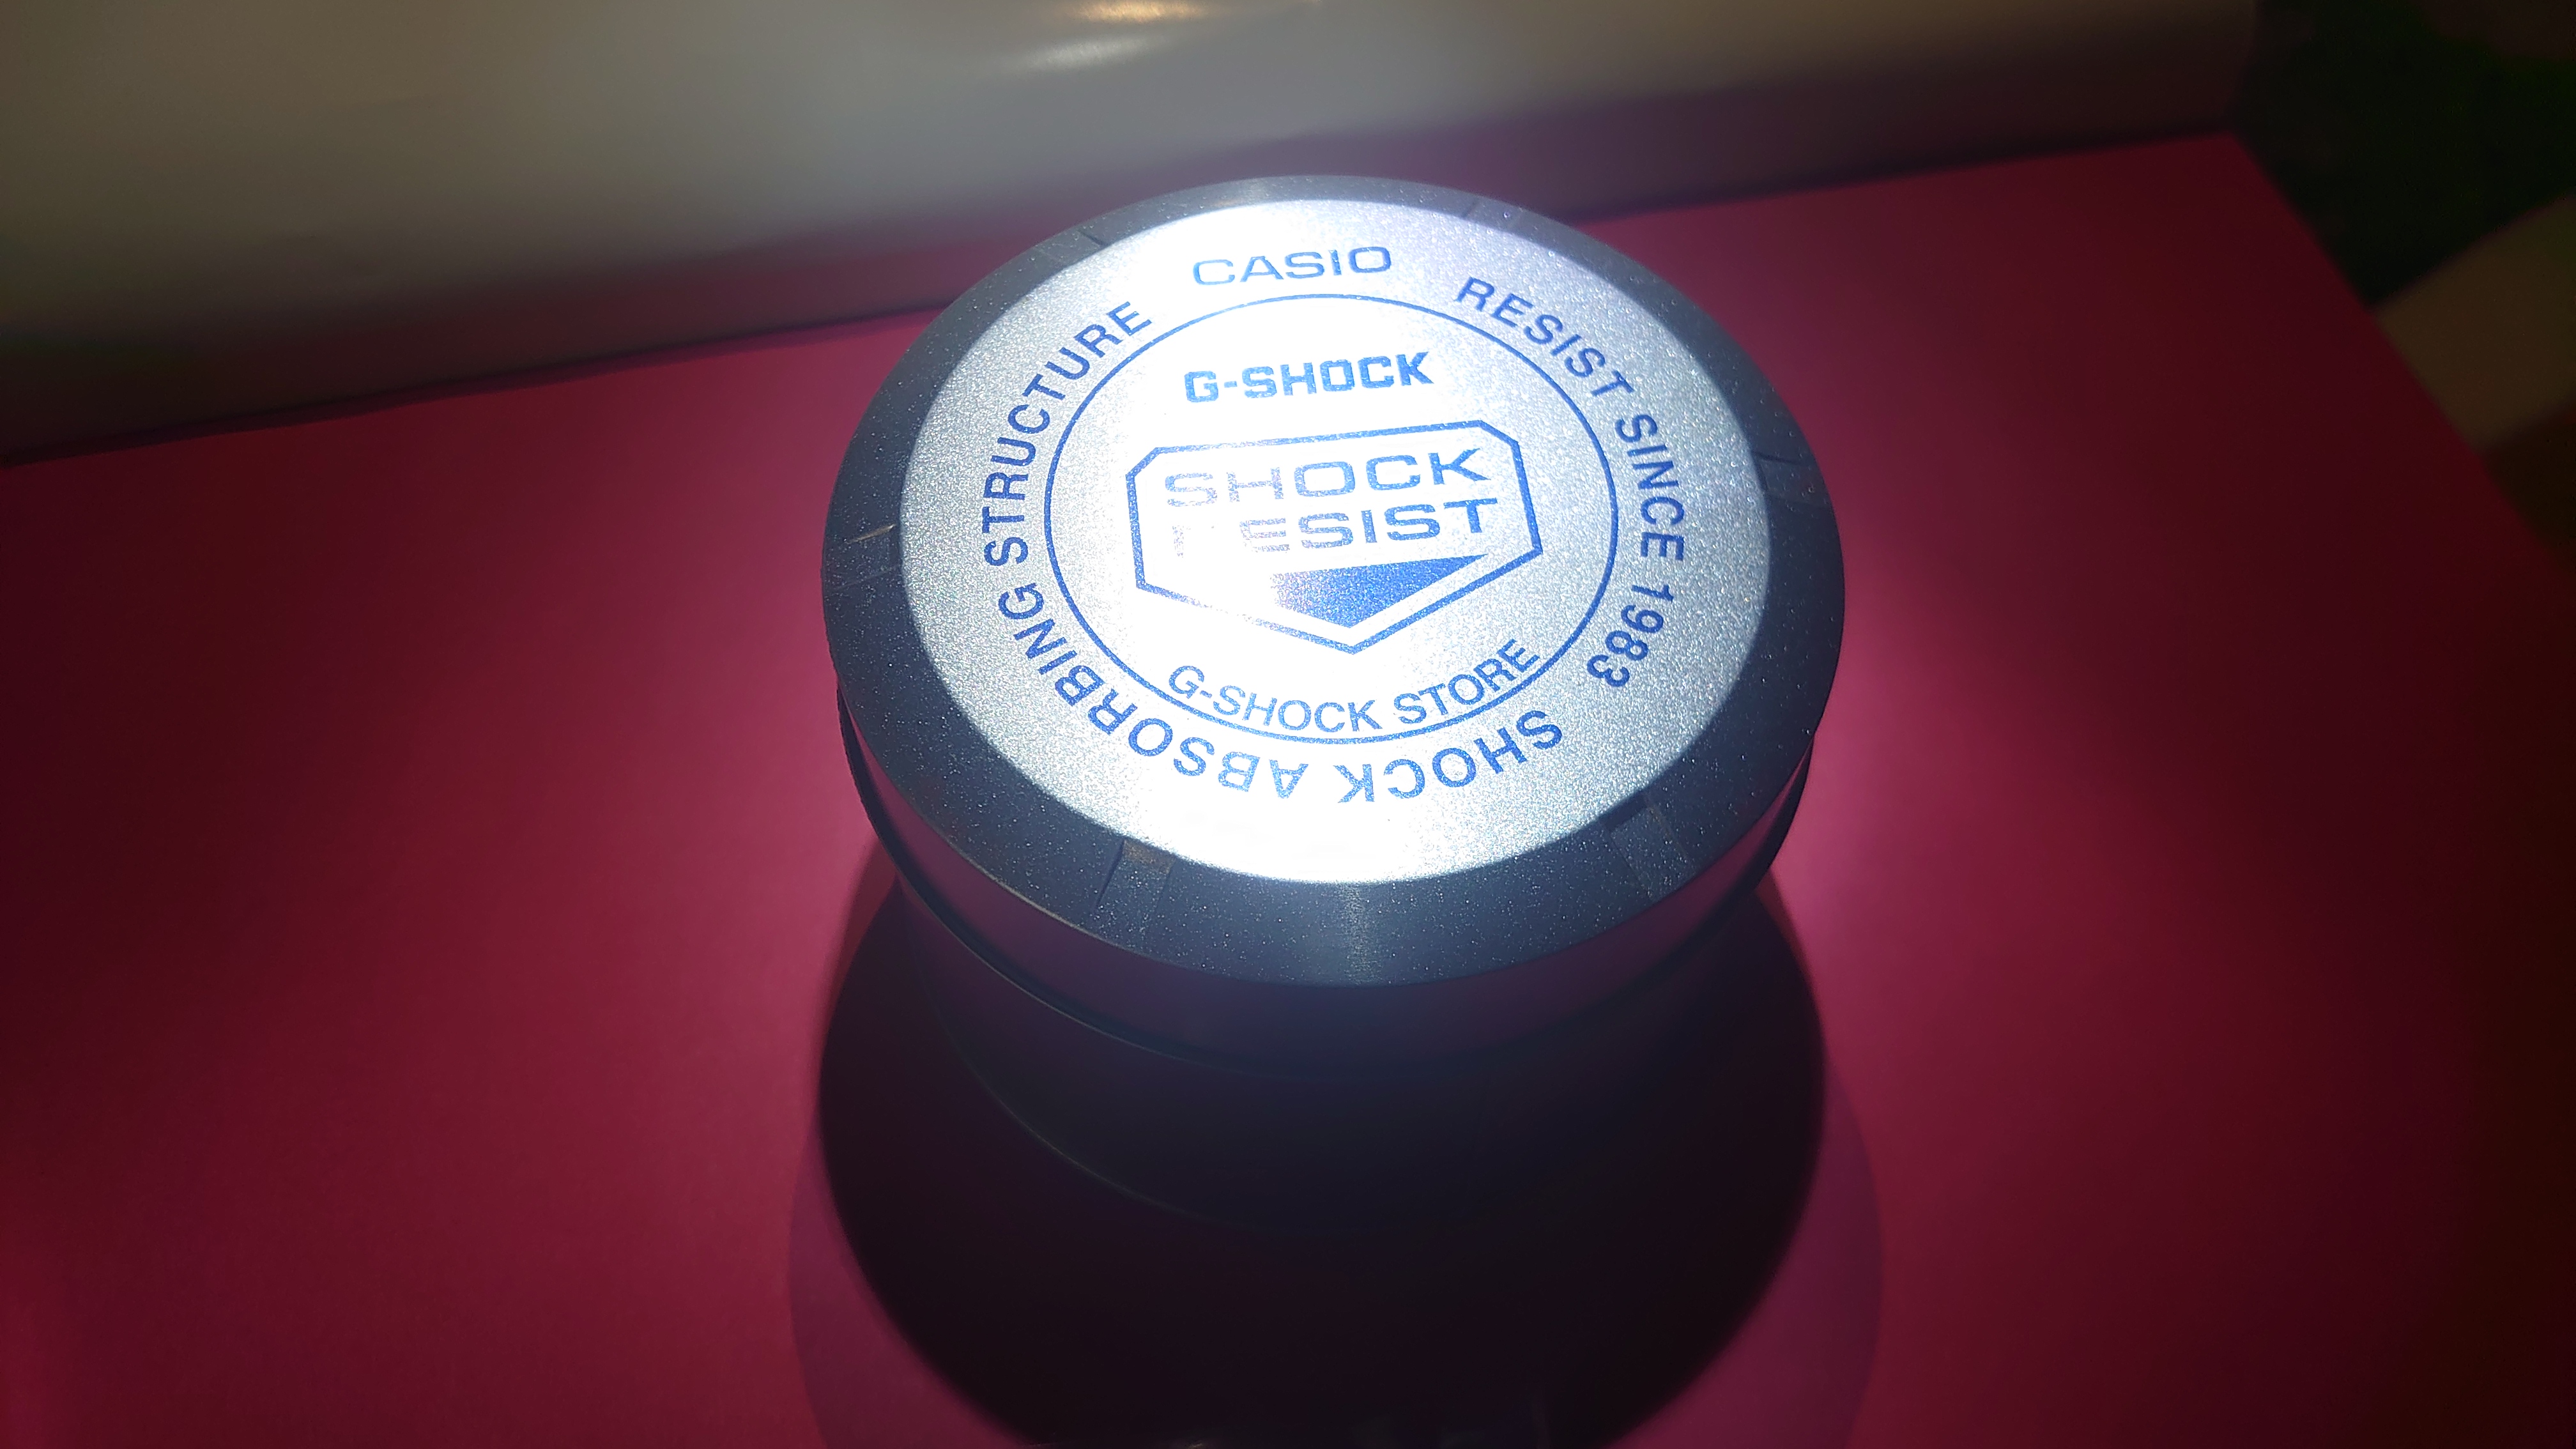 CASIO
G-SHOCK
SHOCK
RESIST
G-SHOCK STORE
SHOCK ABSORBING STRUCTURE
RESIST SINCE 1983